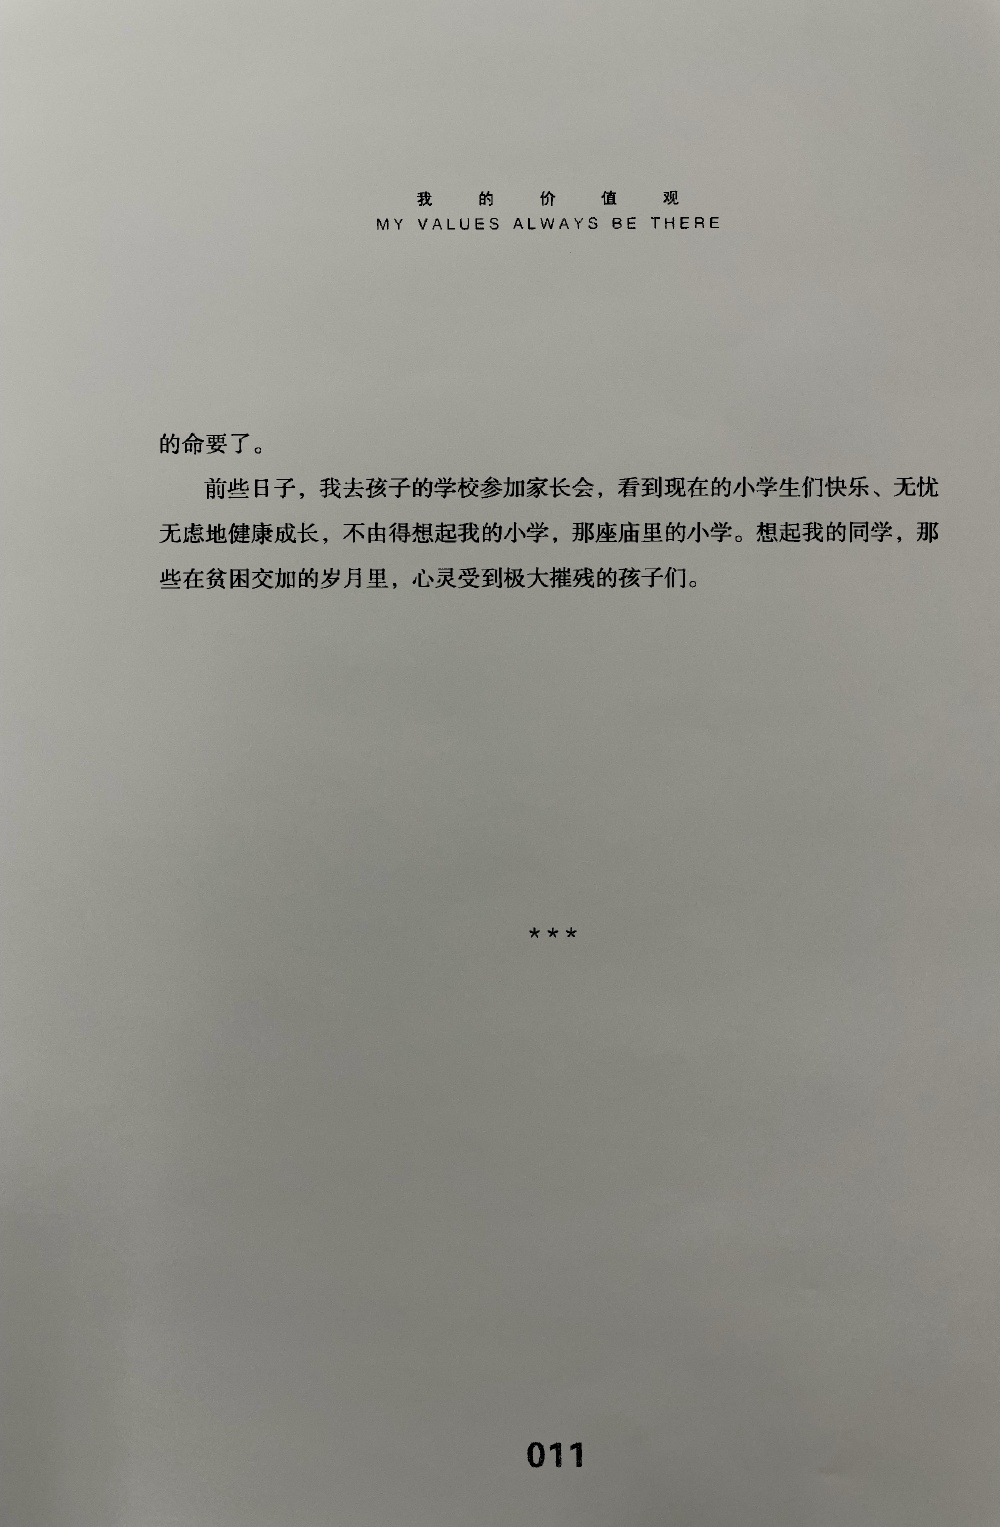 我的价值观
MY VALUES ALWAYS BE THERE
的命要了。
前些日子，我去孩子的学校参加家长会，看到现在的小学生们快乐、无忧
无虑地健康成长，不由得想起我的小学，那座庙里的小学。想起我的同学，那
些在贫困交加的岁月里，心灵受到极大摧残的孩子们。
***
011